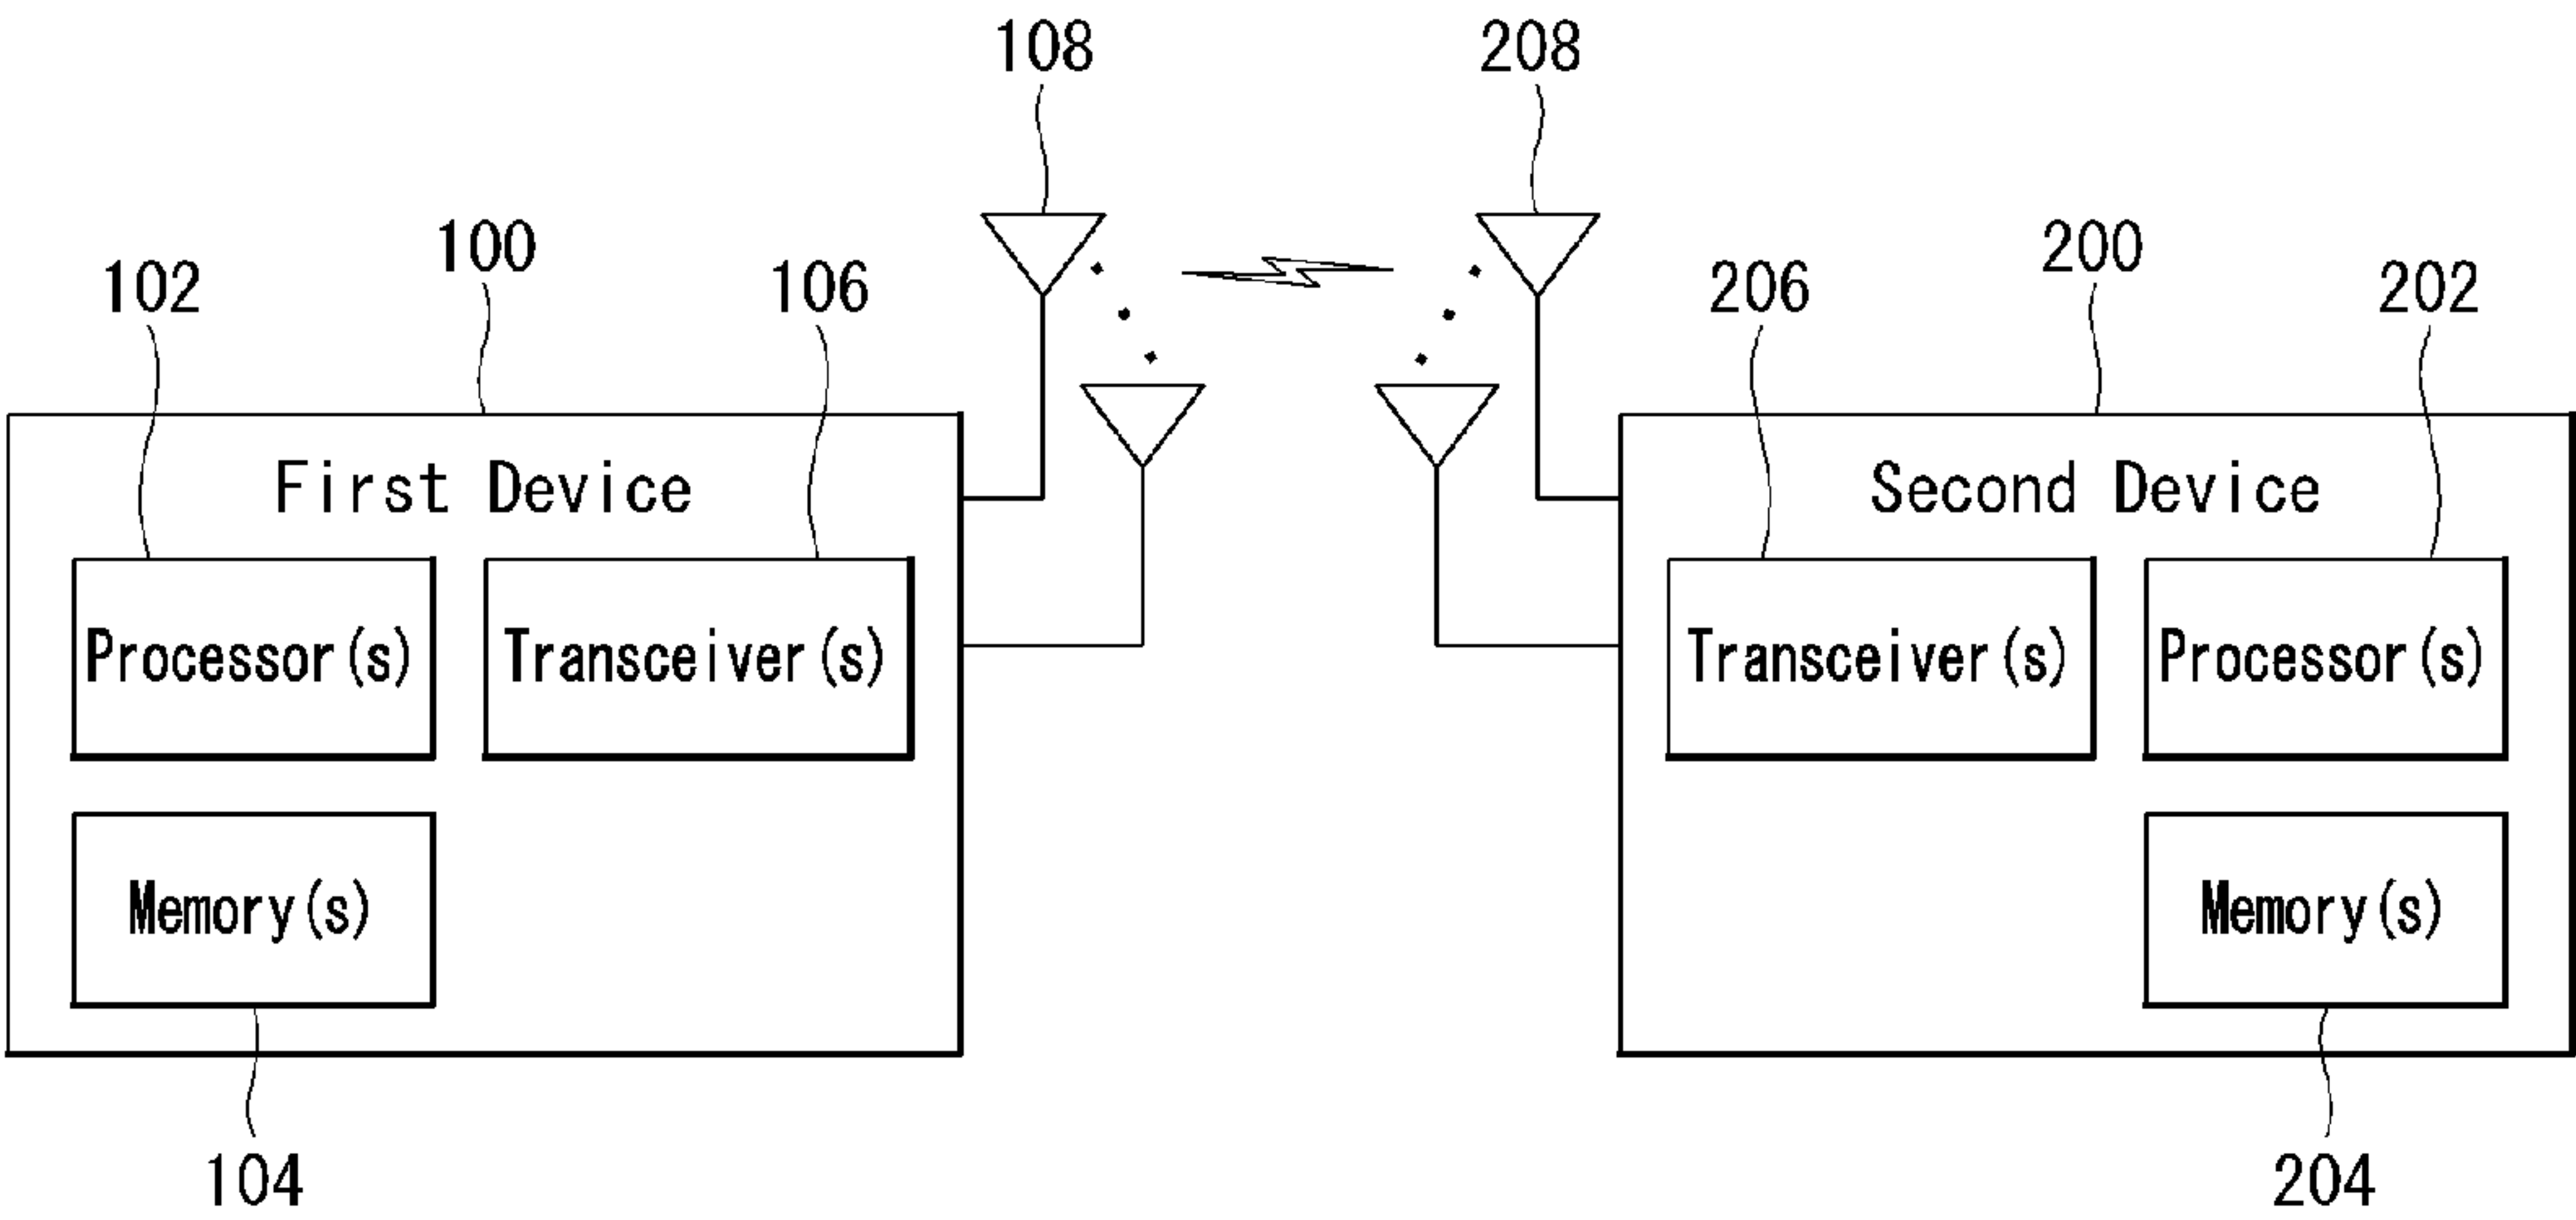 108 208
100 200
102 106 206 202
First Device Second Device
Processor(s) Transceiver(s) Transceiver(s) Processor(s)
Memory(s) Memory(s)
104 204